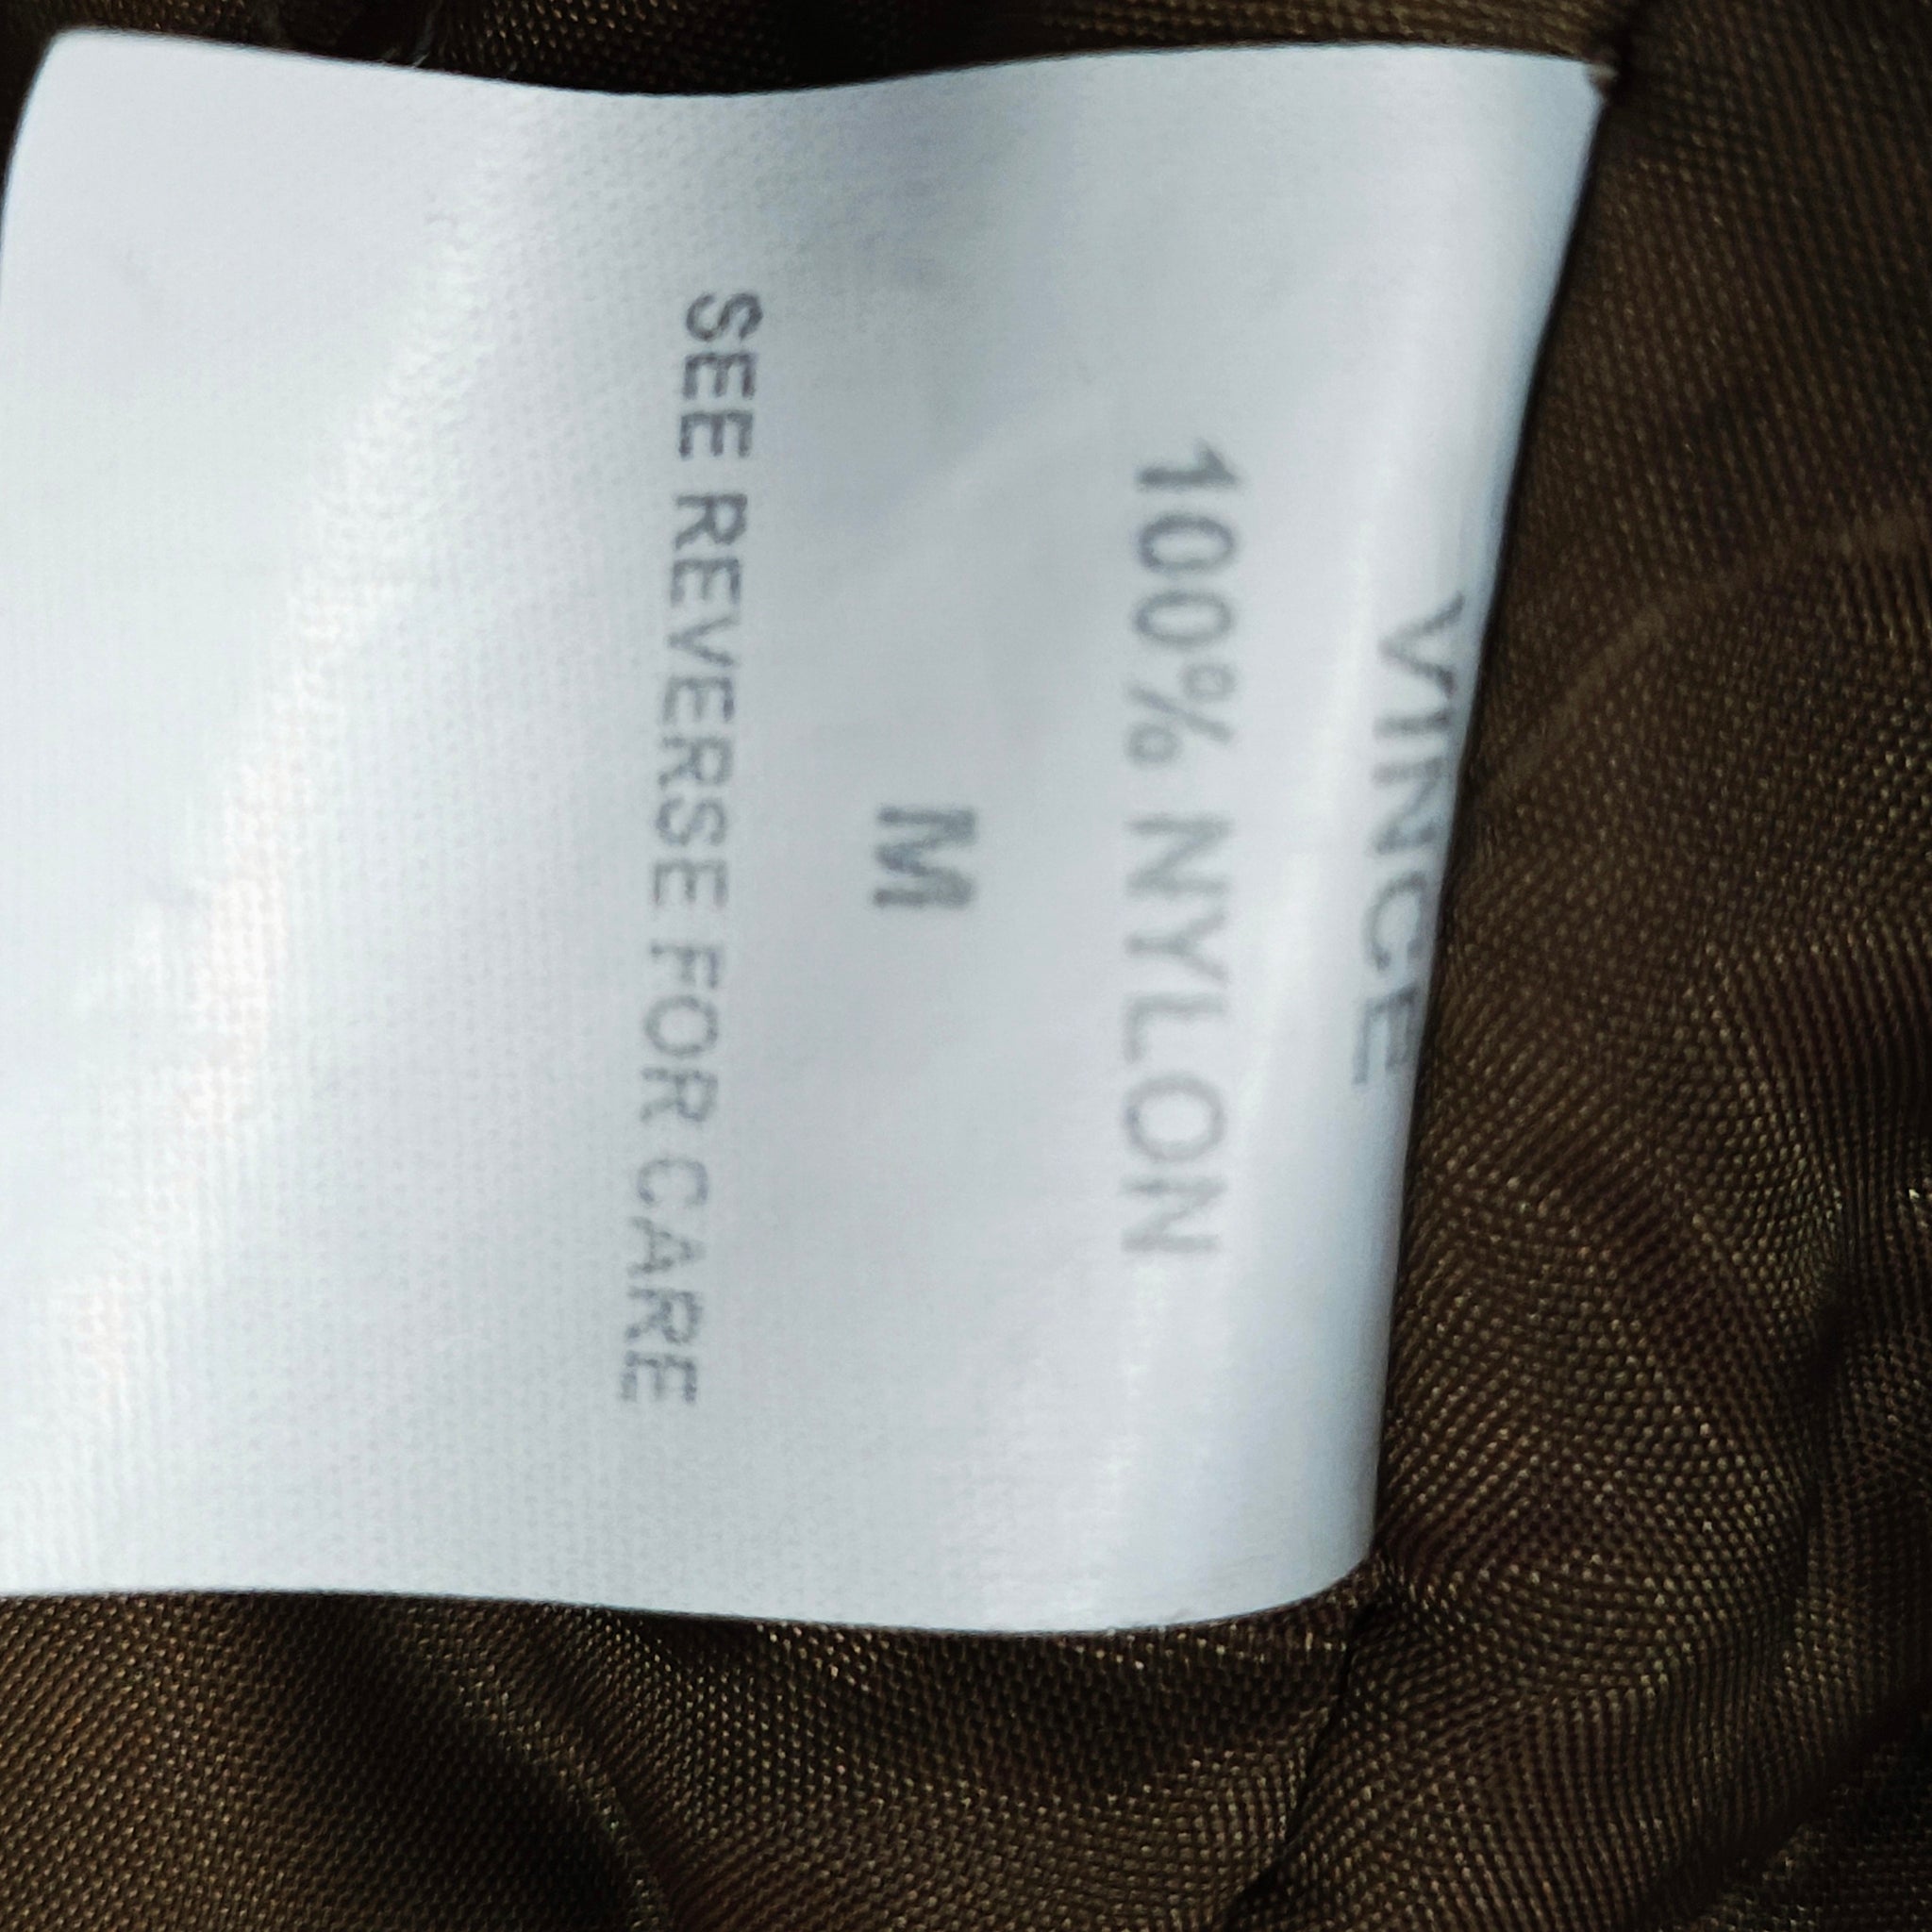 VINCE
100% NYLON
M
SEE REVERSE FOR CARE